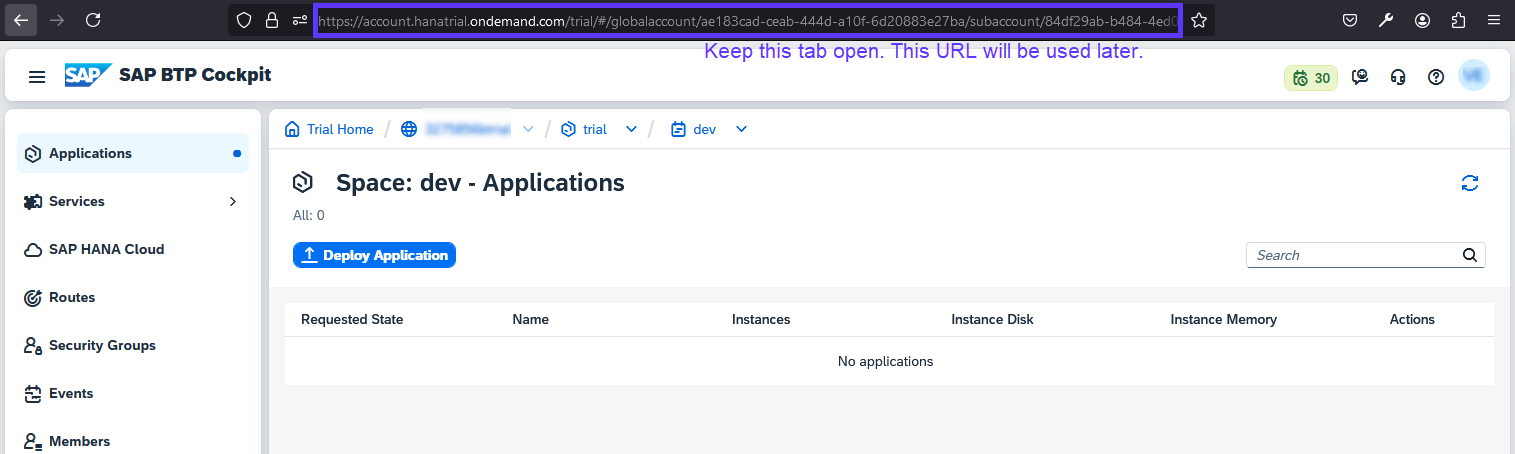 https://account.hanatrial.ondemand.com/trial/#/globalaccount/ae183cad-ceab-444d-a10f-6d20883e27ba/subaccount/84df29ab-b484-4ed0
Keep this tab open. This URL will be used later.
SAP SAP BTP Cockpit
30
Trial Home / / trial / dev
Applications
Space: dev - Applications
Services
All: 0
SAP HANA Cloud
Deploy Application
Search
Routes
Requested State Name Instances Instance Disk Instance Memory Actions
Security Groups
No applications
Events
Members